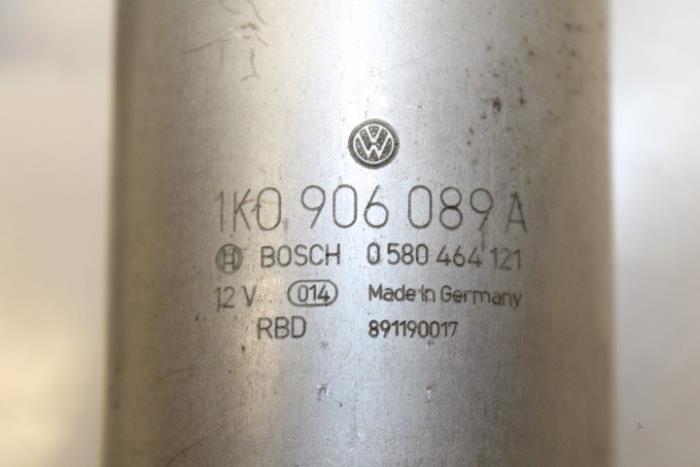 1K0 906 089 A
BOSCH 0 580 464 121
12 V 014 Made in Germany
RBD 891190017